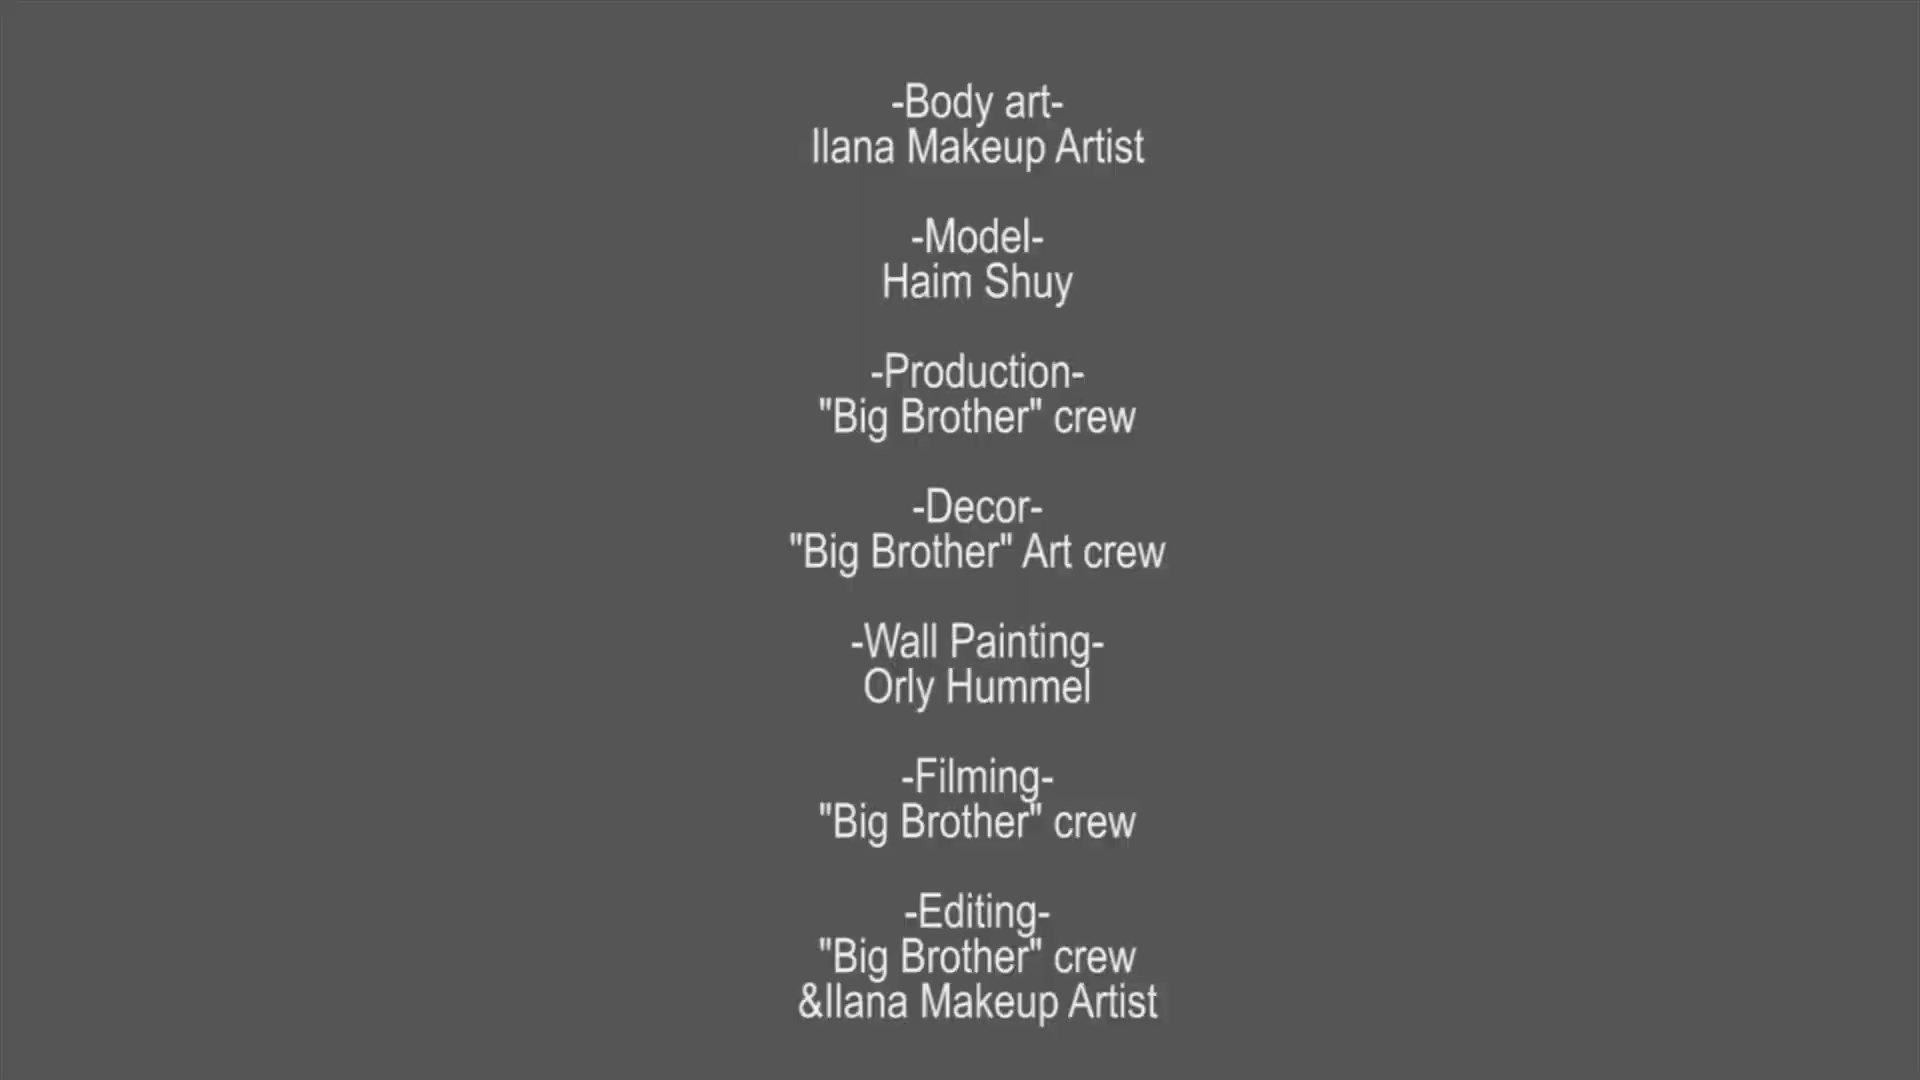 -Body art-
Ilana Makeup Artist
-Model-
Haim Shuy
-Production-
"Big Brother" crew
-Decor-
"Big Brother" Art crew
-Wall Painting-
Orly Hummel
-Filming-
"Big Brother" crew
-Editing-
"Big Brother" crew
&Ilana Makeup Artist